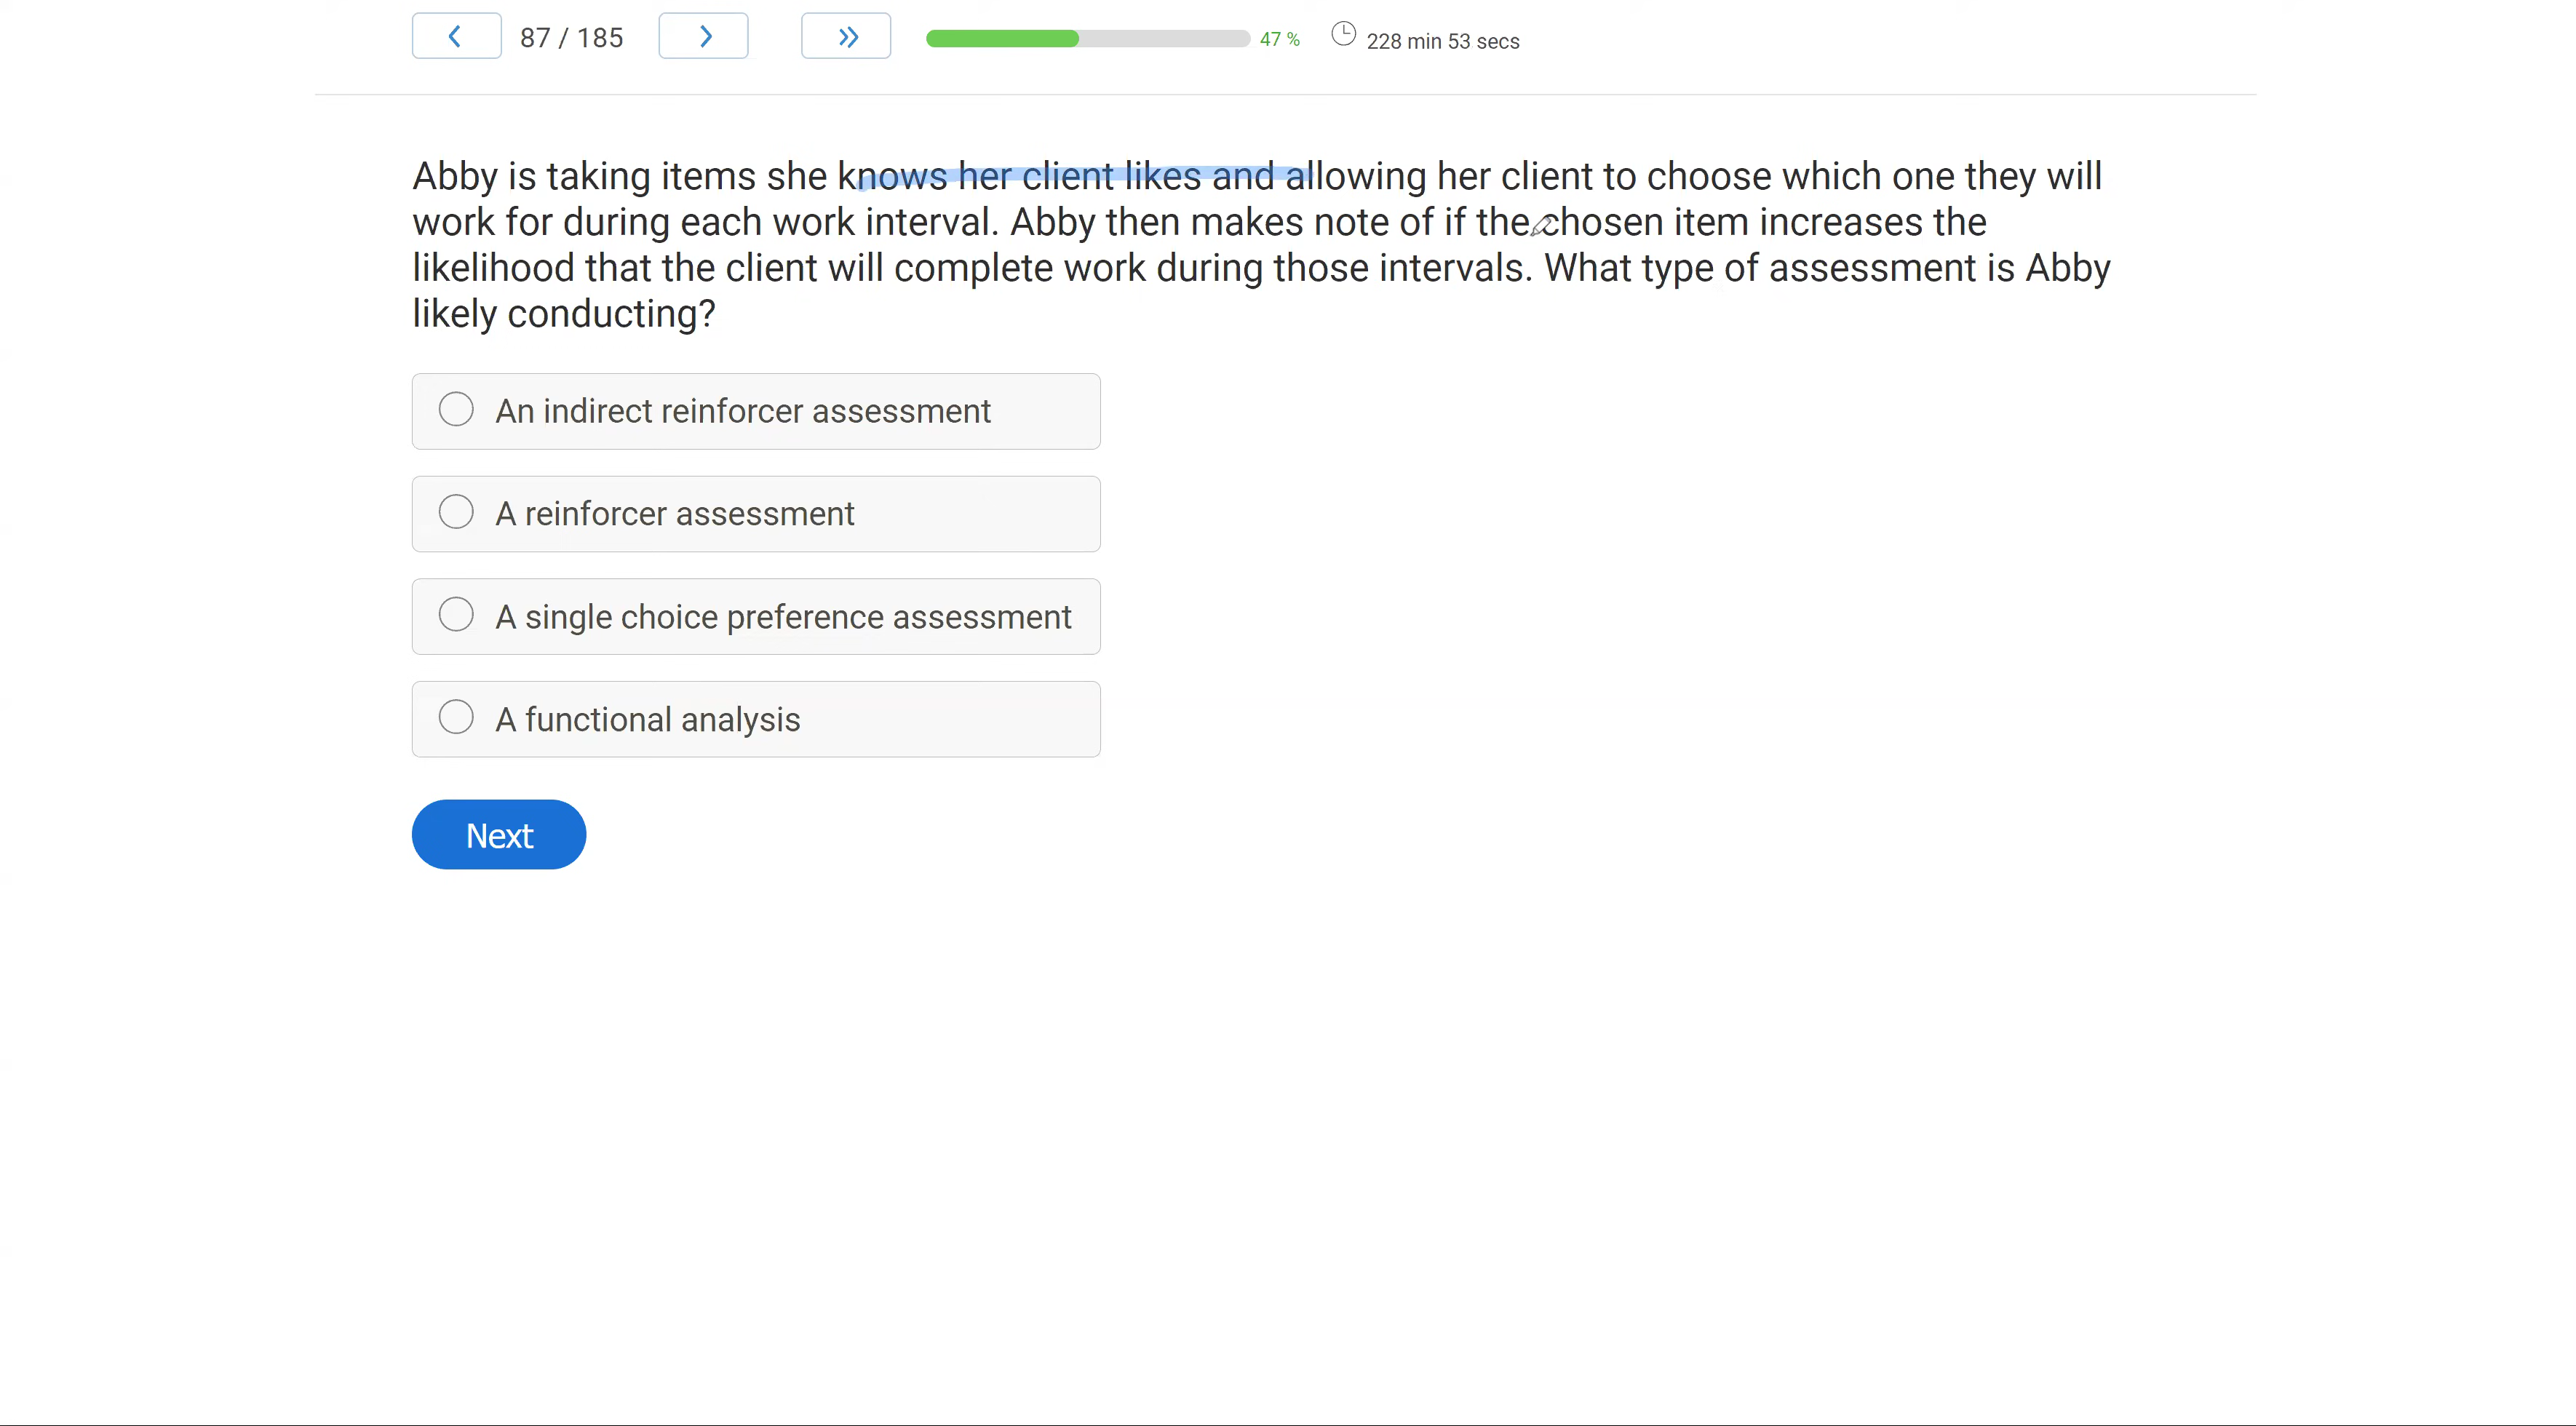 87 / 185
47 %
228 min 53 secs
Abby is taking items she knows her client likes and allowing her client to choose which one they will
work for during each work interval. Abby then makes note of if the chosen item increases the
likelihood that the client will complete work during those intervals. What type of assessment is Abby
likely conducting?
An indirect reinforcer assessment
A reinforcer assessment
A single choice preference assessment
A functional analysis
Next